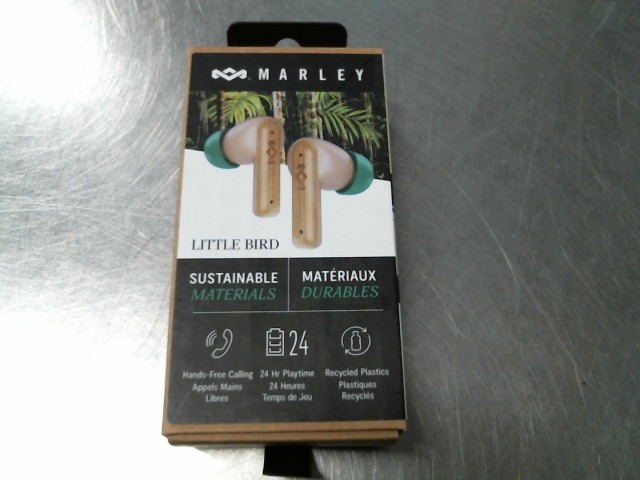 MARLEY
LITTLE BIRD
SUSTAINABLE
MATERIALS
MATÉRIAUX
DURABLES
24
Hands-Free Calling
Appels Mains
Libres
24 Hr Playtime
24 Heures
Temps de Jeu
Recycled Plastics
Plastiques
Recyclés